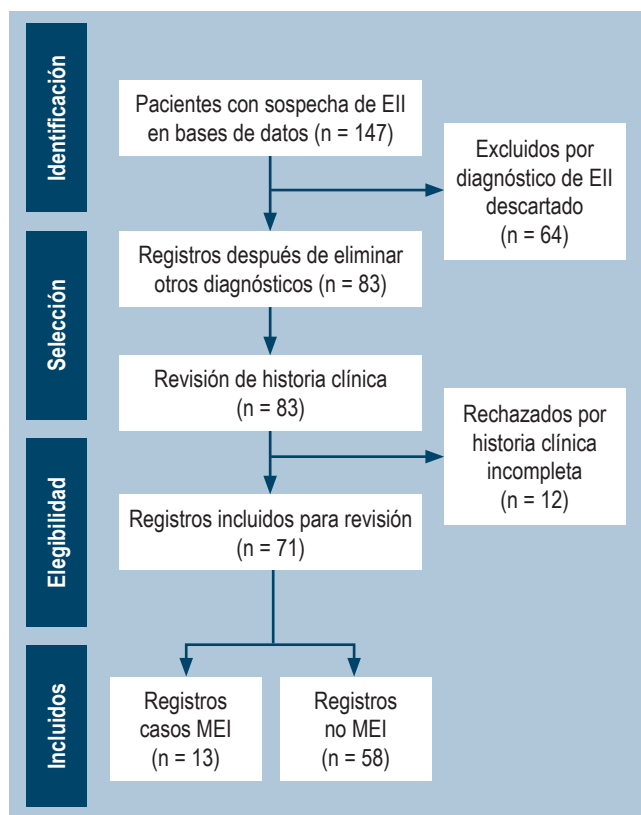 Identificación
Pacientes con sospecha de EII
en bases de datos (n = 147)
Excluidos por
diagnóstico de EII
descartado
(n = 64)
Selección
Registros después de eliminar
otros diagnósticos (n = 83)
Revisión de historia clínica
(n = 83)
Rechazados por
historia clínica
incompleta
(n = 12)
Elegibilidad
Registros incluidos para revisión
(n = 71)
Incluidos
Registros
casos MEI
(n = 13)
Registros
no MEI
(n = 58)